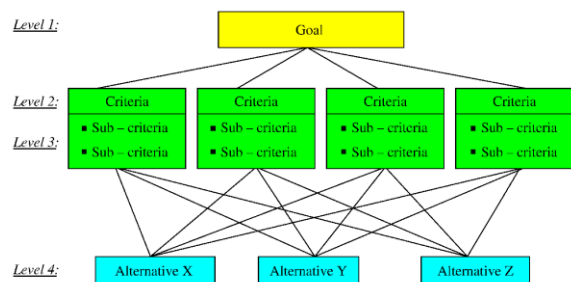 Level 1:
Goal
Level 2:
Criteria Criteria Criteria Criteria
Level 3:
▪ Sub – criteria ▪ Sub – criteria ▪ Sub – criteria ▪ Sub – criteria
▪ Sub – criteria ▪ Sub – criteria ▪ Sub – criteria ▪ Sub – criteria
Level 4:
Alternative X Alternative Y Alternative Z